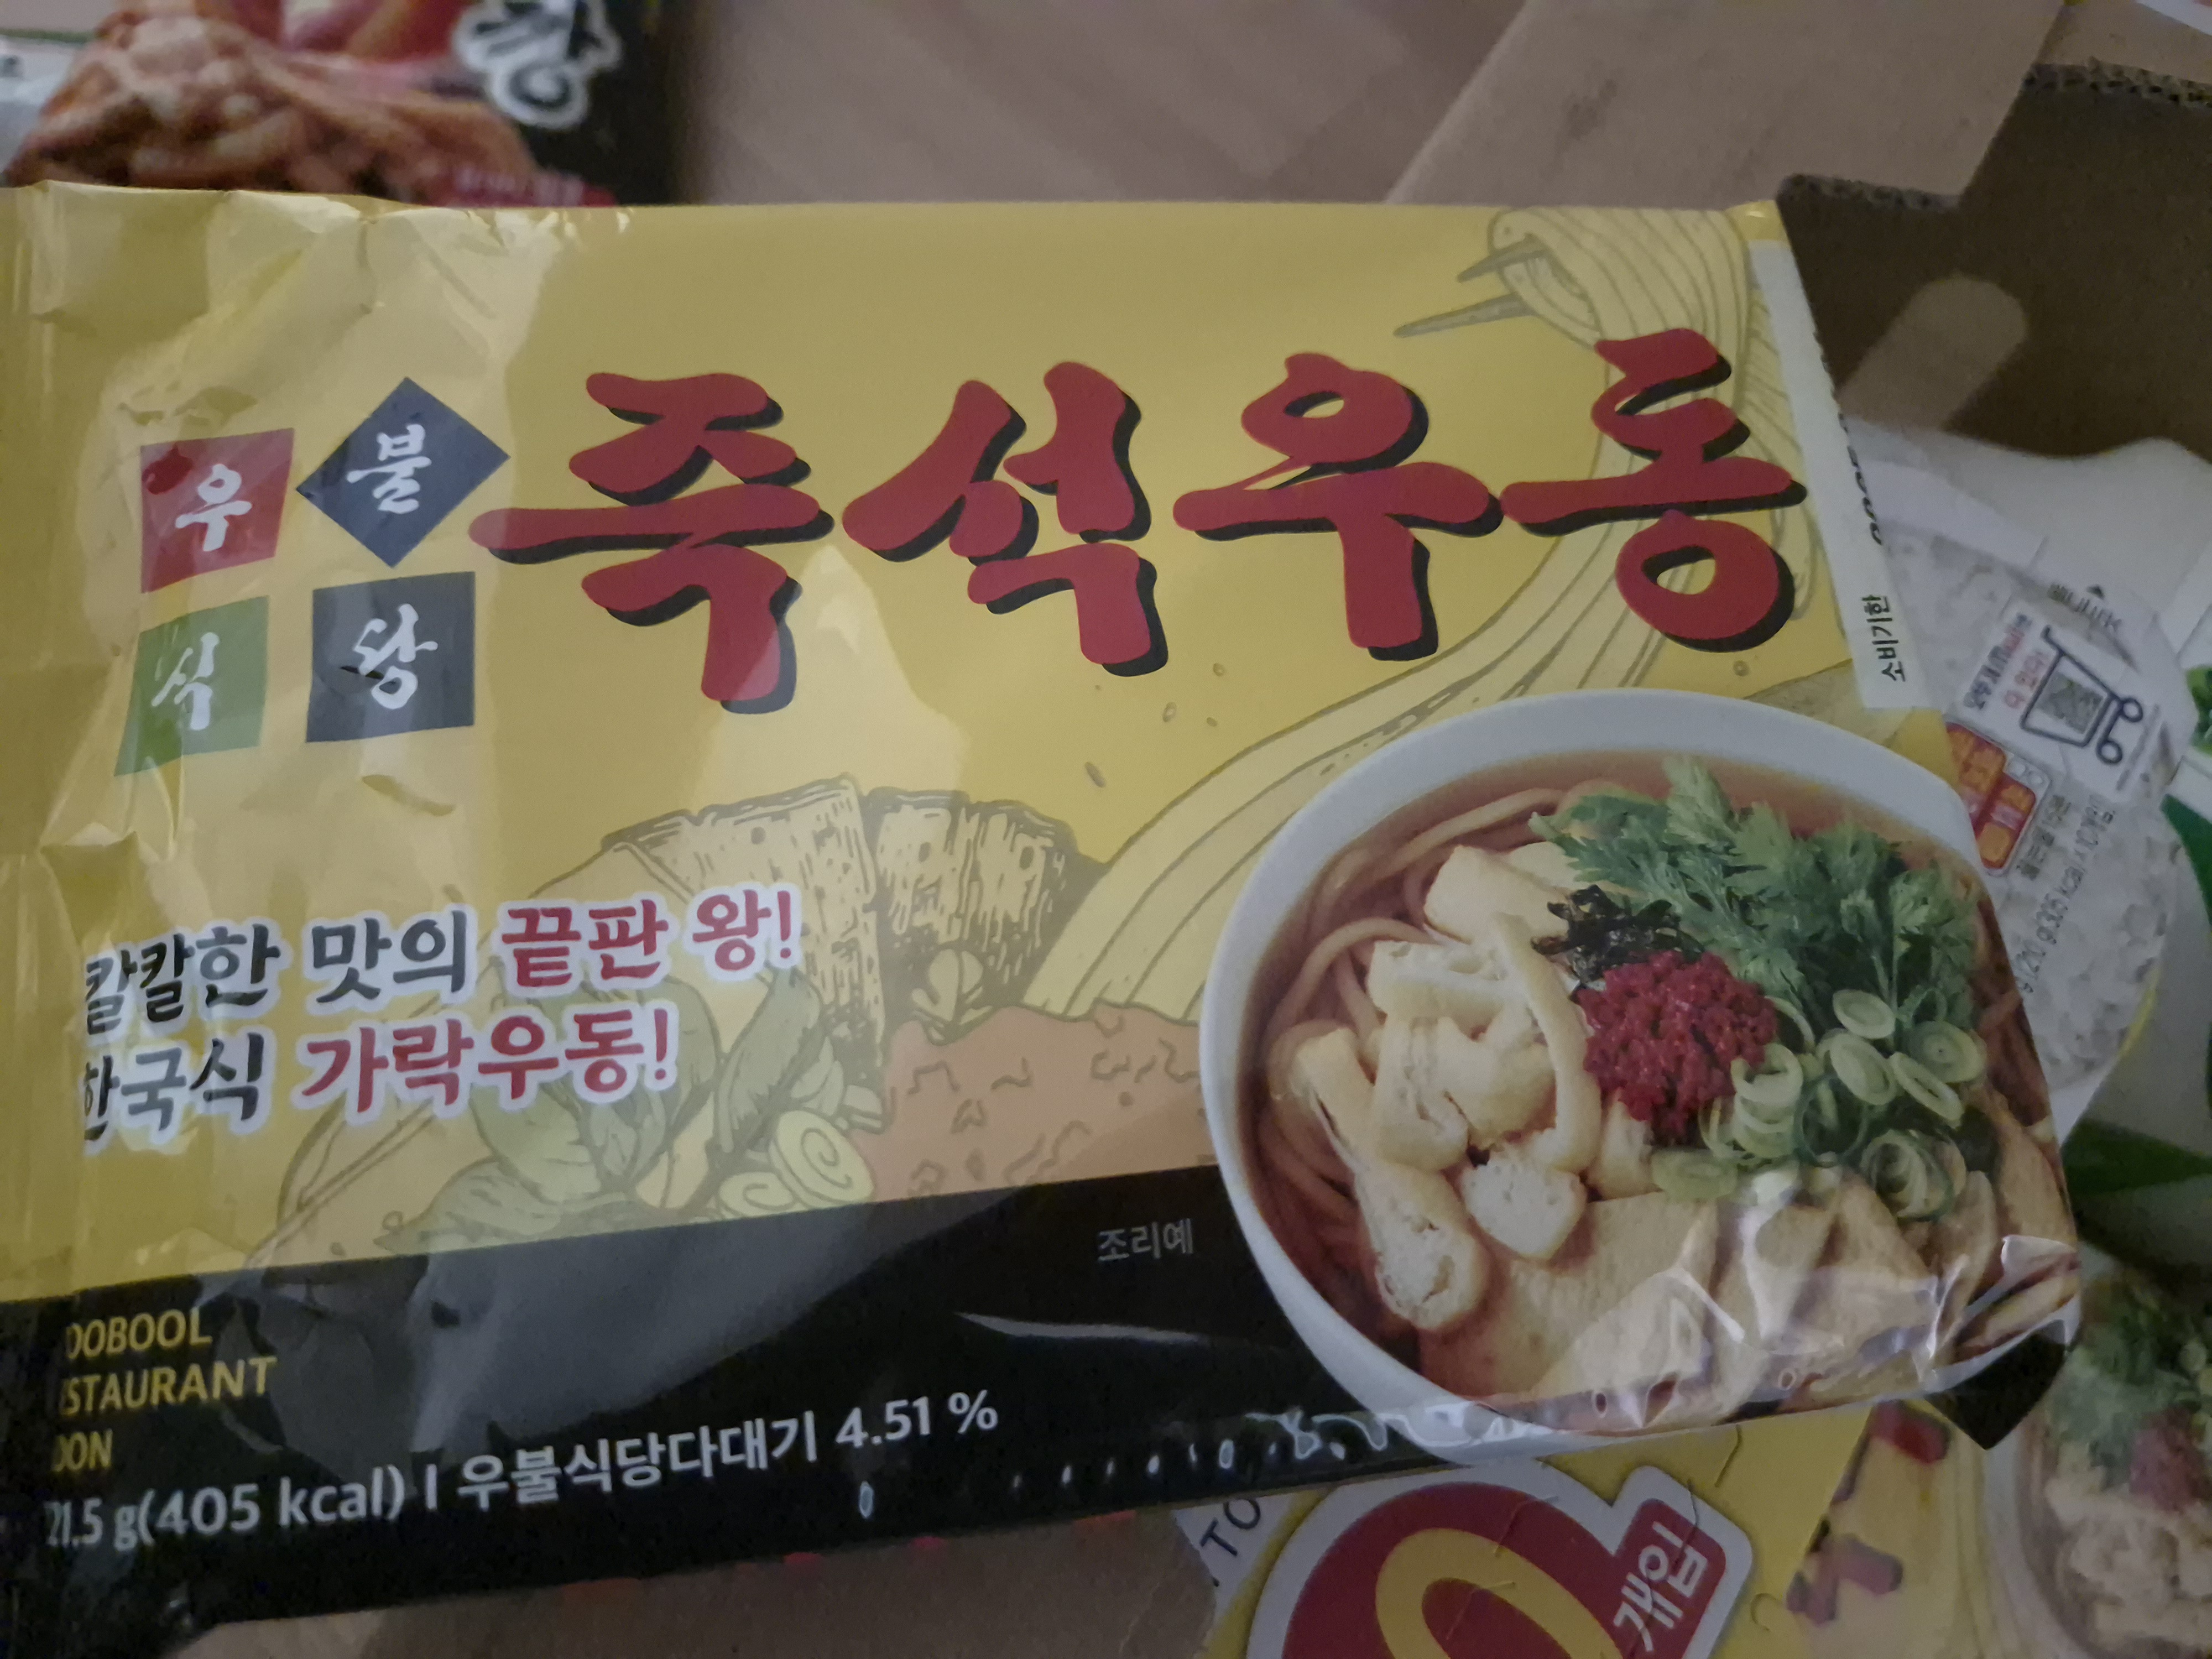 우불
식당
즉석우동
칼칼한 맛의 끝판 왕!
한국식 가락우동!
조리예
OOBOOL
STAURANT
OON
21.5 g(405 kcal) I 우불식당다대기 4.51 %
소비기한
개입